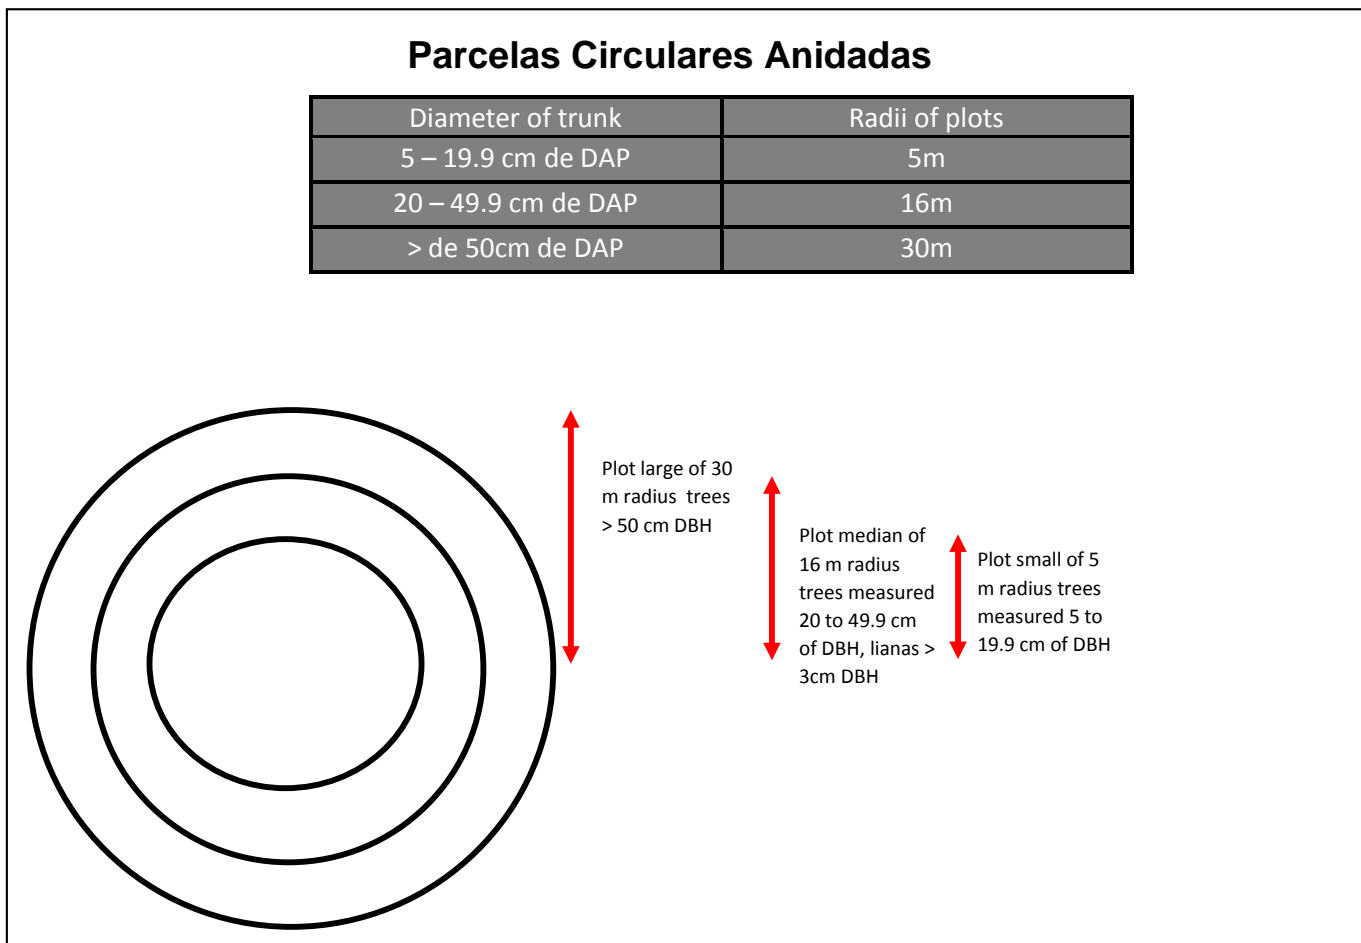 Parcelas Circulares Anidadas
Diameter of trunk
Radii of plots
5 – 19.9 cm de DAP
5m
20 – 49.9 cm de DAP
16m
> de 50cm de DAP
30m
Plot large of 30
m radius trees
> 50 cm DBH
Plot median of
16 m radius
trees measured
20 to 49.9 cm
of DBH, lianas >
3cm DBH
Plot small of 5
m radius trees
measured 5 to
19.9 cm of DBH